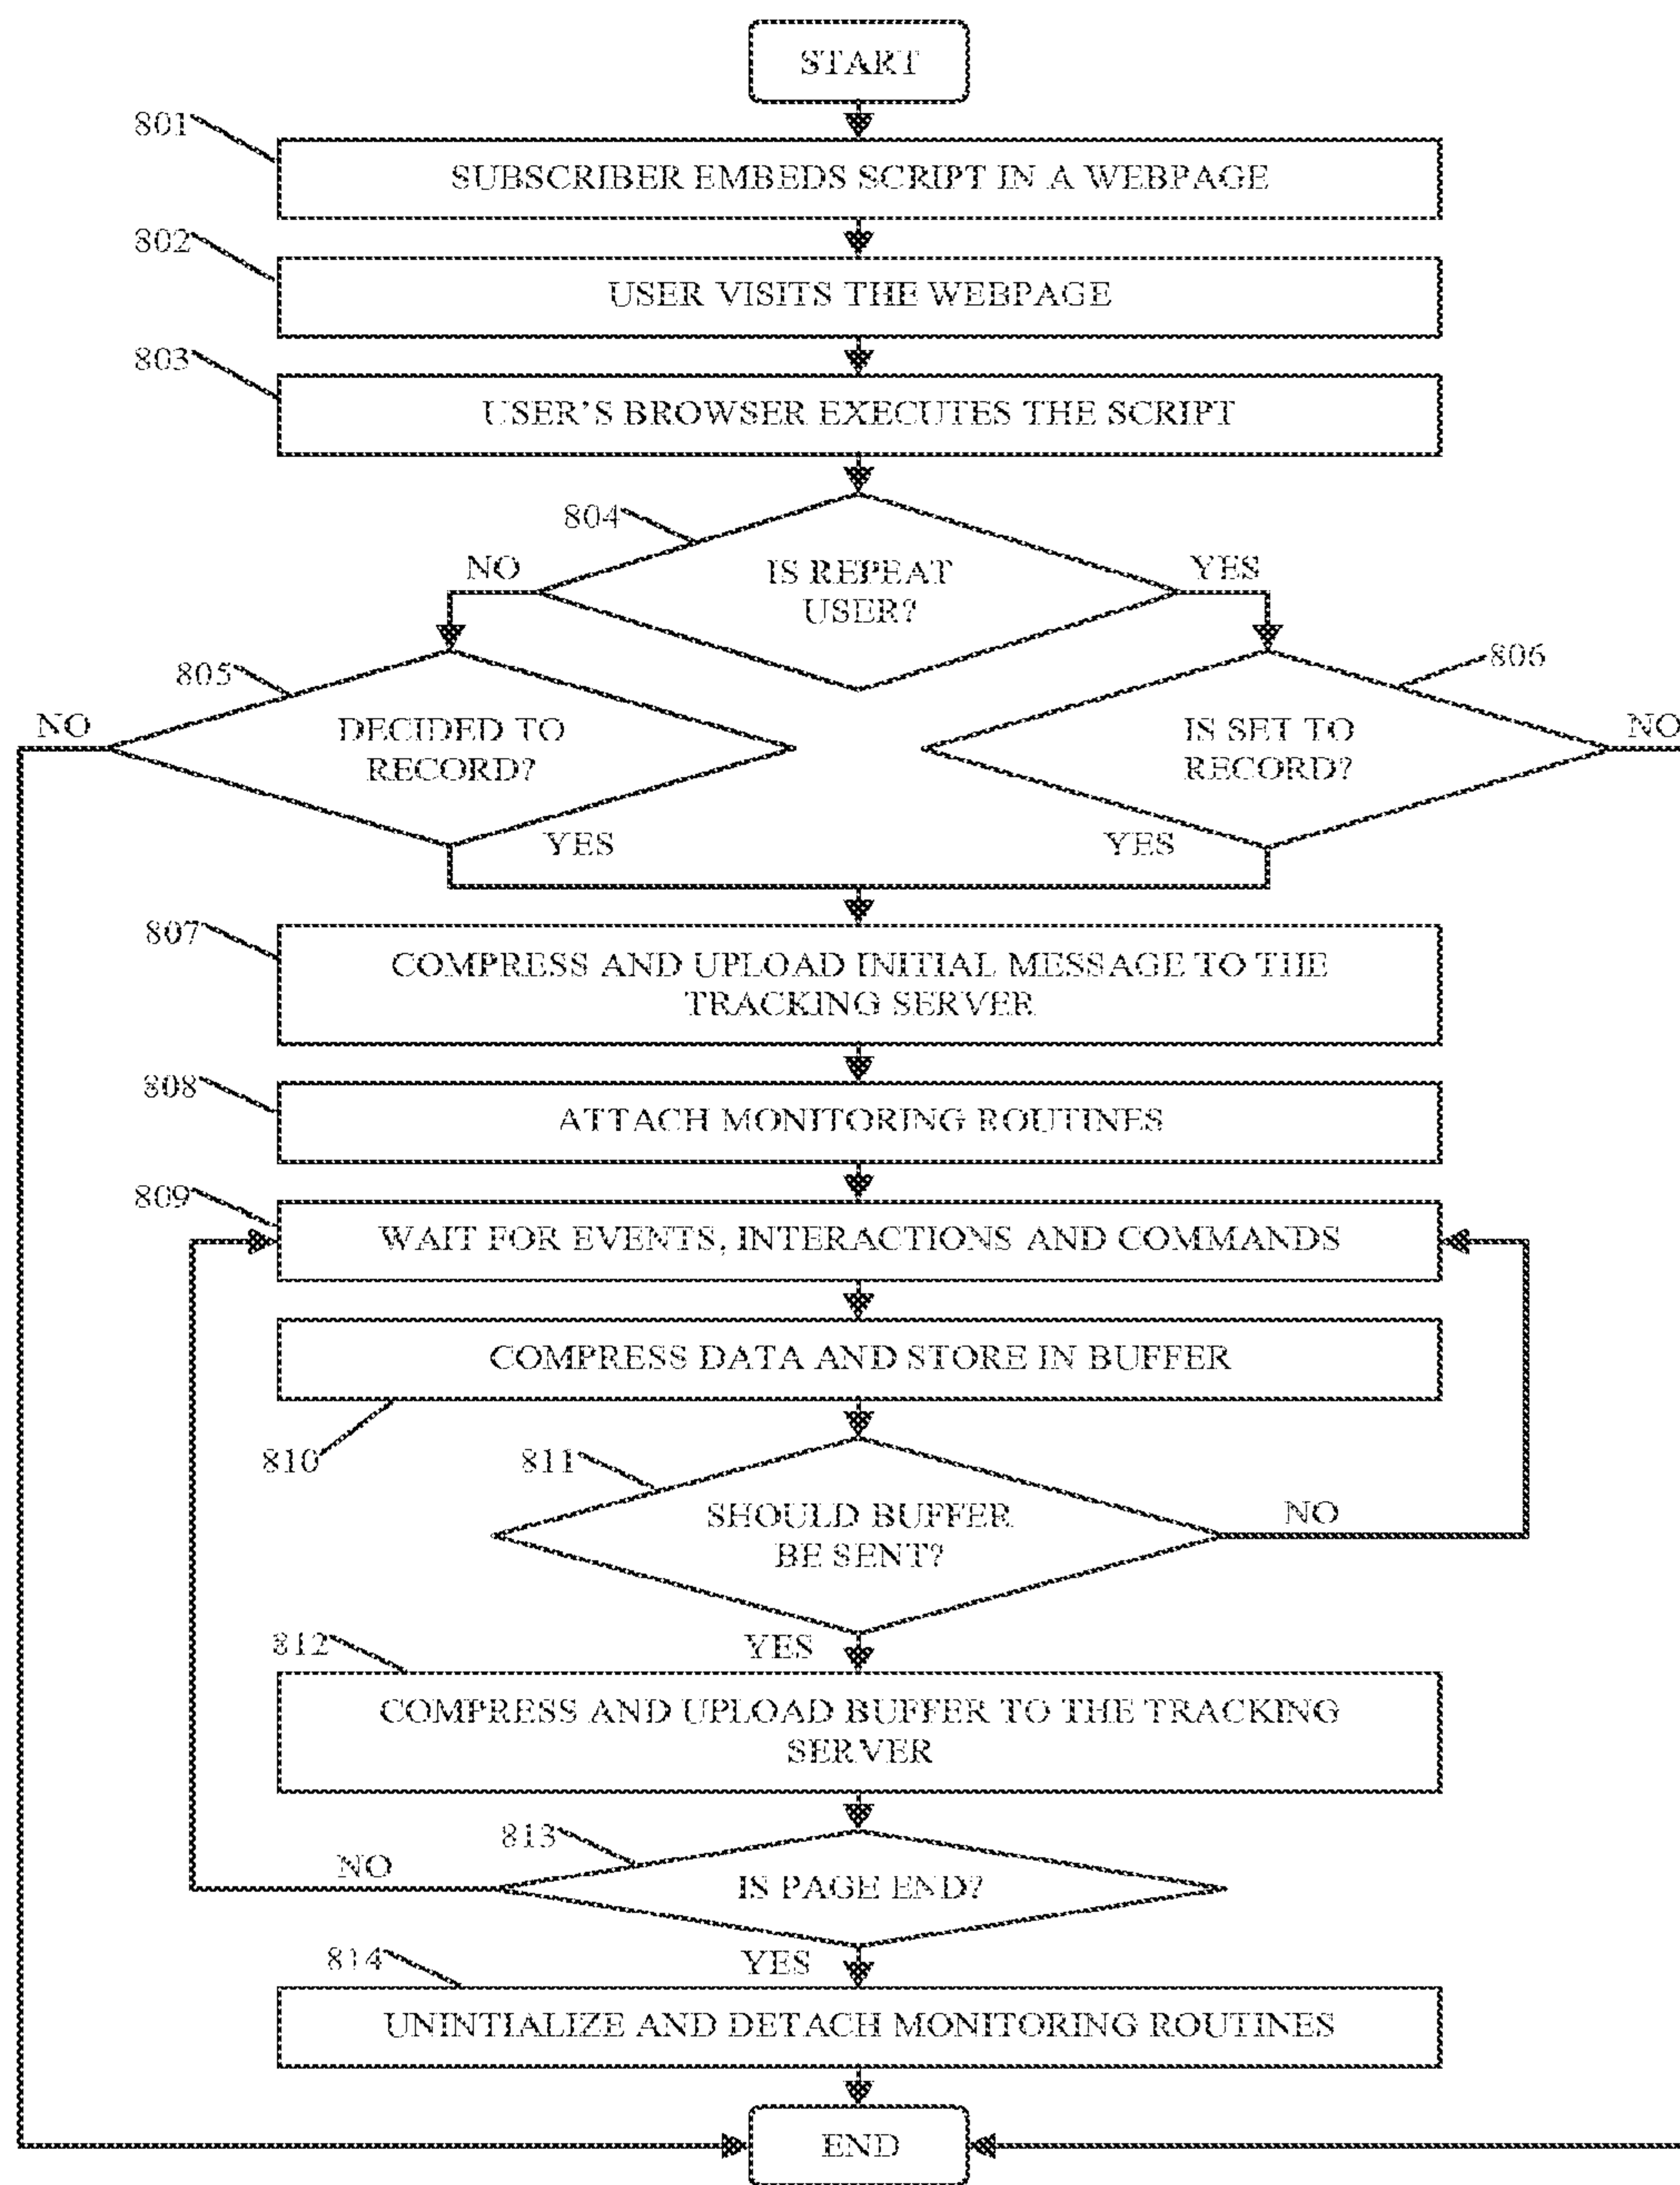 START
801
SUBSCRIBER EMBEDS SCRIPT IN A WEBPAGE
802
USER VISITS THE WEBPAGE
803
USER'S BROWSER EXECUTES THE SCRIPT
804
NO
IS REPEAT
USER?
YES
805
806
NO
DECIDED TO
RECORD?
IS SET TO
RECORD?
NO
YES
YES
807
COMPRESS AND UPLOAD INITIAL MESSAGE TO THE
TRACKING SERVER
808
ATTACH MONITORING ROUTINES
809
WAIT FOR EVENTS, INTERACTIONS AND COMMANDS
COMPRESS DATA AND STORE IN BUFFER
810
811
SHOULD BUFFER
BE SENT?
NO
812
YES
COMPRESS AND UPLOAD BUFFER TO THE TRACKING
SERVER
813
NO
IS PAGE END?
814
YES
UNINTIALIZE AND DETACH MONITORING ROUTINES
END